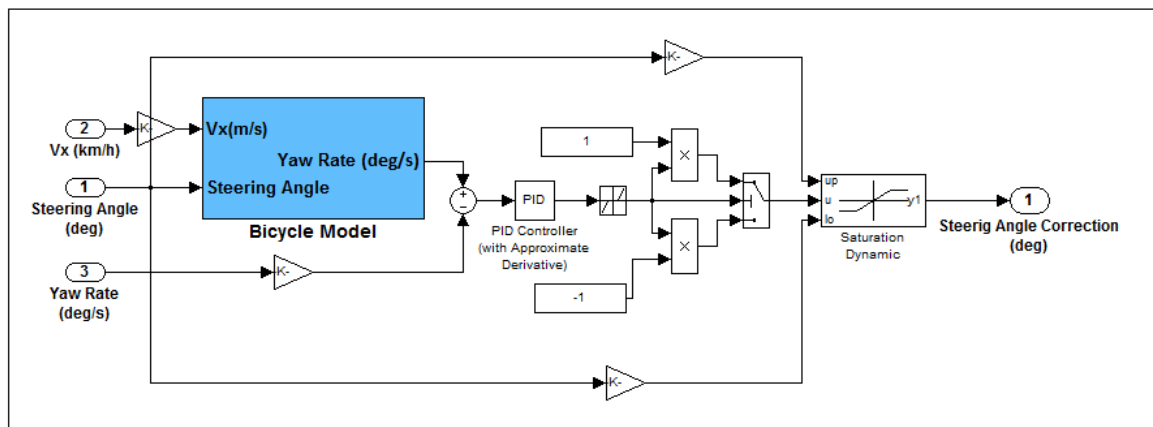 K-
2
Vx (km/h)
K-
Vx(m/s)
Yaw Rate (deg/s)
Steering Angle
Bicycle Model
1
Steering Angle
(deg)
3
Yaw Rate
(deg/s)
K-
+
−
PID
PID Controller
(with Approximate
Derivative)
1
×
×
-1
up
u
lo
y1
Saturation
Dynamic
1
Steerig Angle Correction
(deg)
K-